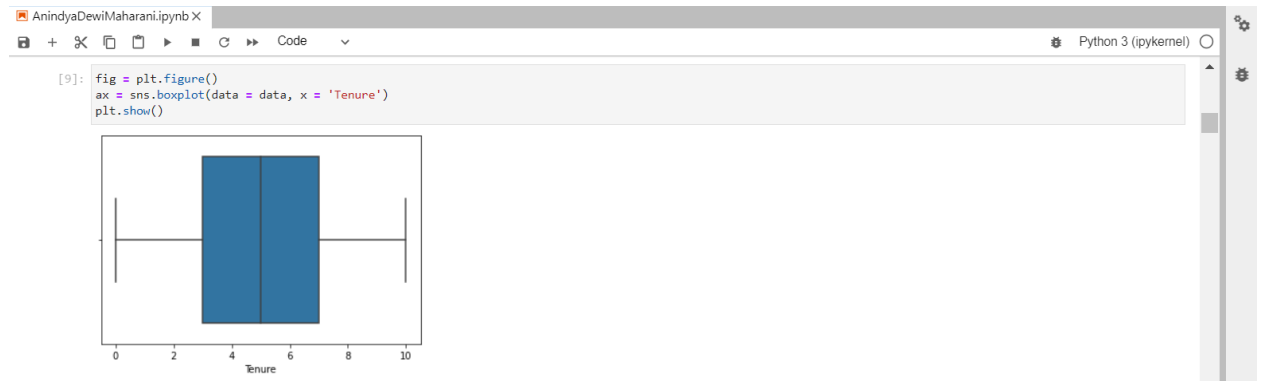 AnindyaDewiMaharani.ipynb
Code
Python 3 (ipykernel)
[9]: fig = plt.figure()
ax = sns.boxplot(data = data, x = 'Tenure')
plt.show()
0 2 4 6 8 10
Tenure